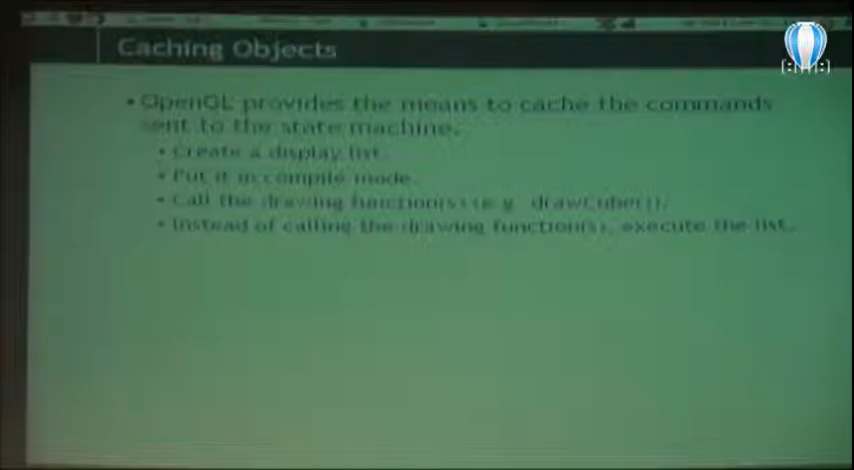 Caching Objects
• OpenGL provides the means to cache the commands
sent to the state machine.
• Create a display list.
• Put it in compile mode.
• Call the drawing function(s) (e.g. drawCube()).
• Instead of calling the drawing function(s), execute the list.